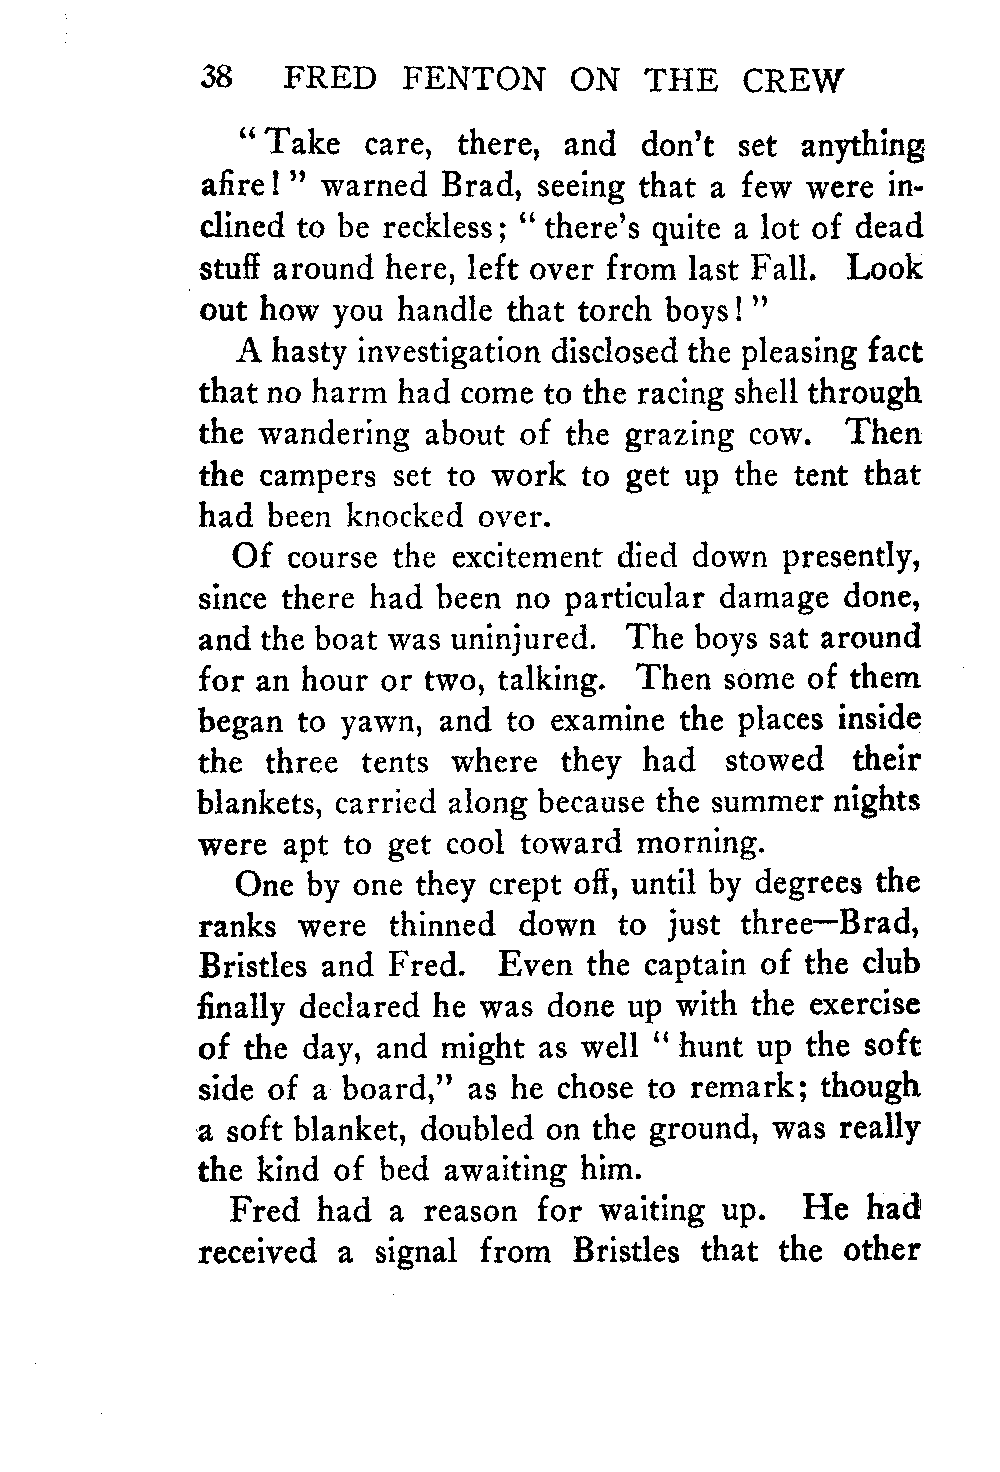 38 FRED FENTON ON THE CREW
“Take care, there, and don't set anything
afire!” warned Brad, seeing that a few were in-
clined to be reckless; “there's quite a lot of dead
stuff around here, left over from last Fall. Look
out how you handle that torch boys!”
A hasty investigation disclosed the pleasing fact
that no harm had come to the racing shell through
the wandering about of the grazing cow. Then
the campers set to work to get up the tent that
had been knocked over.
Of course the excitement died down presently,
since there had been no particular damage done,
and the boat was uninjured. The boys sat around
for an hour or two, talking. Then some of them
began to yawn, and to examine the places inside
the three tents where they had stowed their
blankets, carried along because the summer nights
were apt to get cool toward morning.
One by one they crept off, until by degrees the
ranks were thinned down to just three—Brad,
Bristles and Fred. Even the captain of the club
finally declared he was done up with the exercise
of the day, and might as well “hunt up the soft
side of a board,” as he chose to remark; though
a soft blanket, doubled on the ground, was really
the kind of bed awaiting him.
Fred had a reason for waiting up. He had
received a signal from Bristles that the other